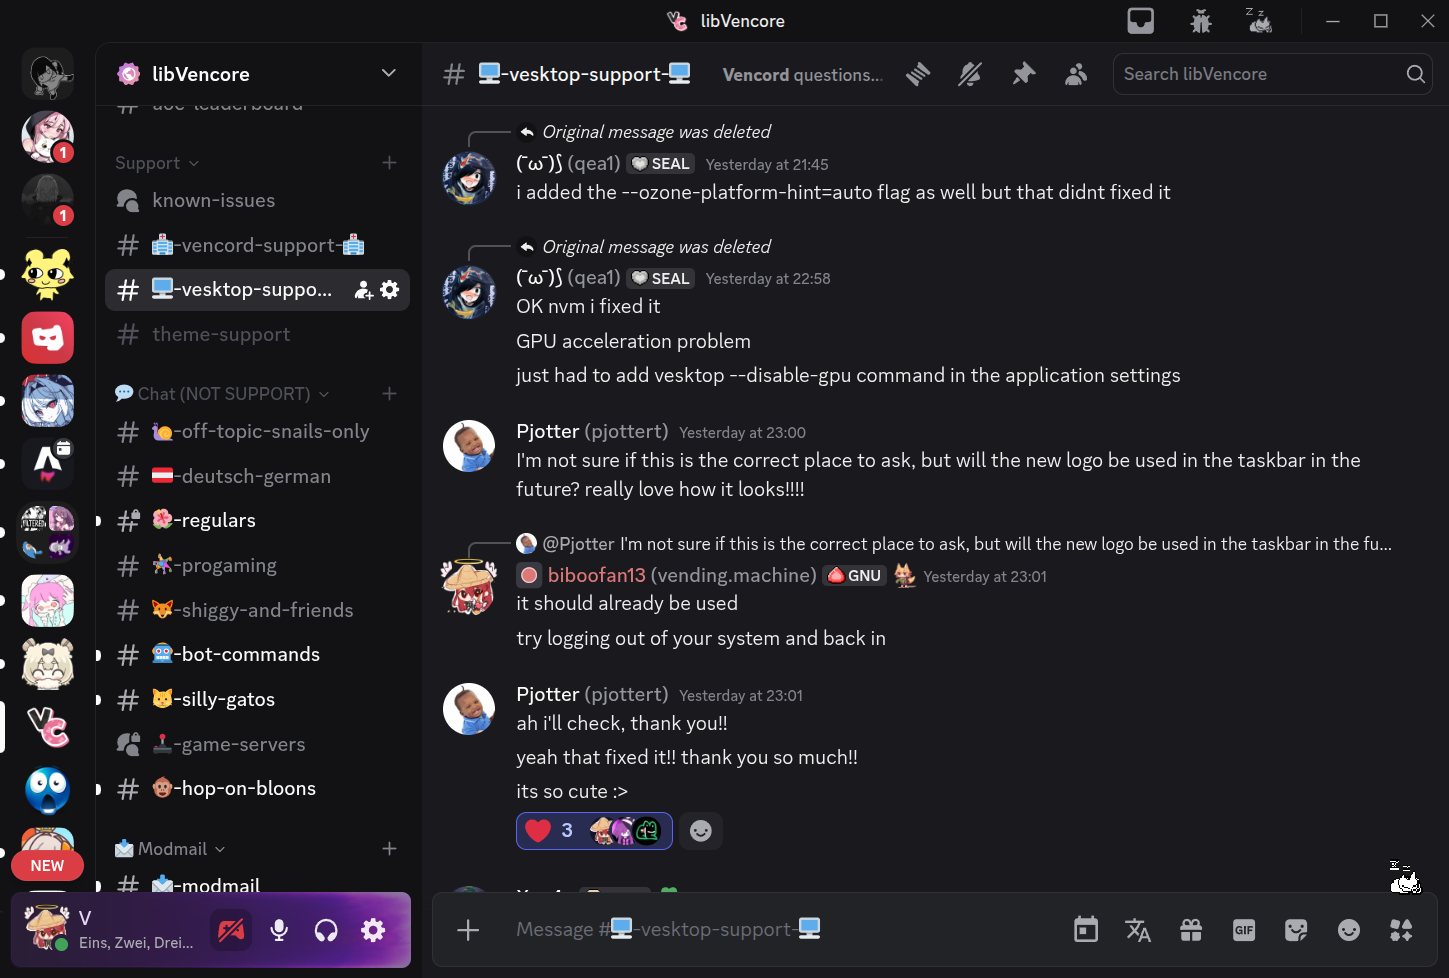 libVencore
libVencore
Vencord questions...
Search libVencore
💻-vesktop-support-💻
Support
known-issues
🏥-vencord-support-🏥
🖥️-vesktop-suppo...
theme-support
💬 Chat (NOT SUPPORT)
🐌-off-topic-snails-only
🇦🇹-deutsch-german
🌺-regulars
-progaming
🦊-shiggy-and-friends
🤖-bot-commands
🐱-silly-gatos
🕹️-game-servers
🐵-hop-on-bloons
📩 Modmail
📩-modmail
1
1
NEW
V
Eins, Zwei, Drei...
Original message was deleted
(¯ω¯)⟆ (qea1) SEAL Yesterday at 21:45
i added the --ozone-platform-hint=auto flag as well but that didnt fixed it
Original message was deleted
(¯ω¯)⟆ (qea1) SEAL Yesterday at 22:58
OK nvm i fixed it
GPU acceleration problem
just had to add vesktop --disable-gpu command in the application settings
Pjotter (pjottert) Yesterday at 23:00
I'm not sure if this is the correct place to ask, but will the new logo be used in the taskbar in the
future? really love how it looks!!!!
@Pjotter I'm not sure if this is the correct place to ask, but will the new logo be used in the taskbar in the fu...
biboofan13 (vending.machine) GNU Yesterday at 23:01
it should already be used
try logging out of your system and back in
Pjotter (pjottert) Yesterday at 23:01
ah i'll check, thank you!!
yeah that fixed it!! thank you so much!!
its so cute :>
❤️ 3
Message #🖥️-vesktop-support-🖥️
GIF